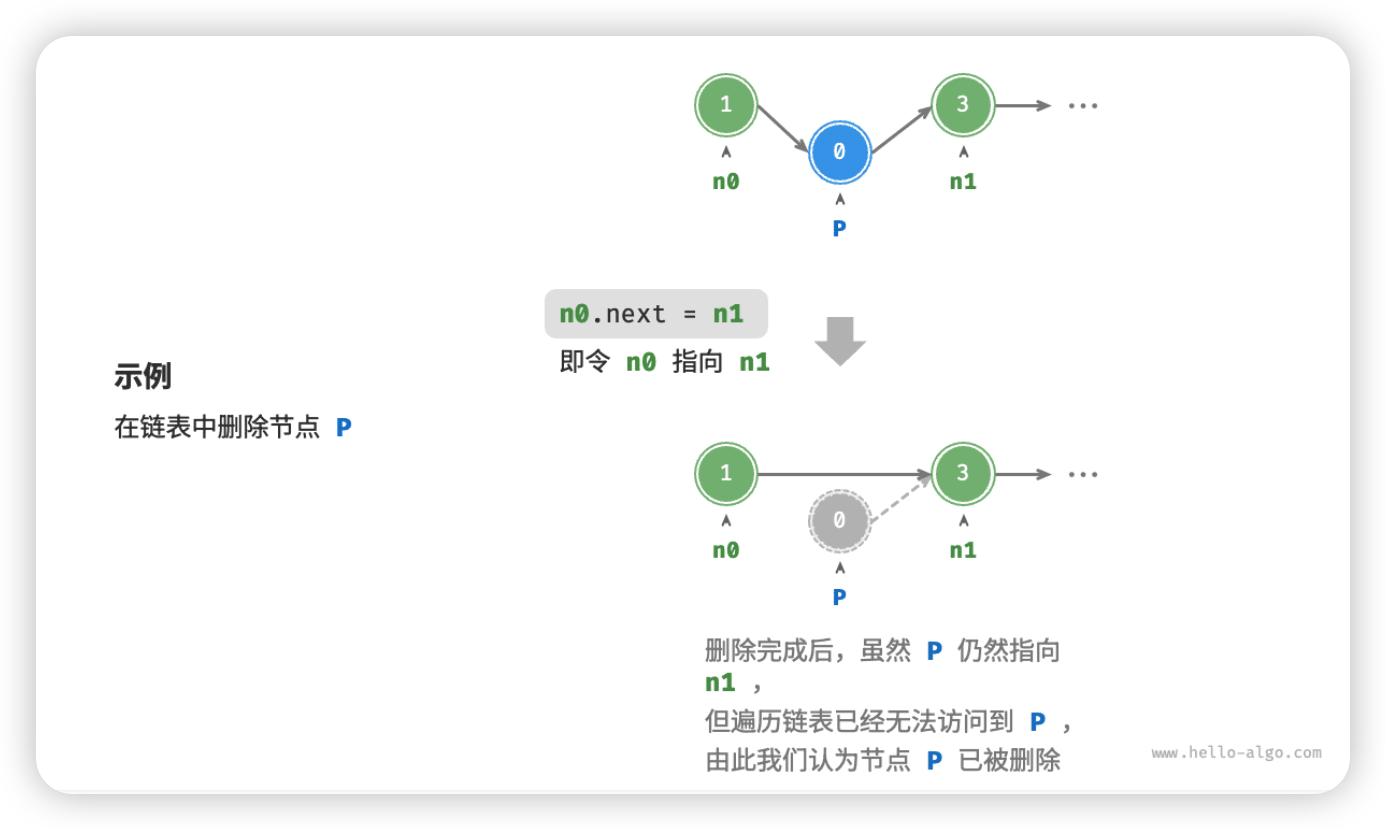 1
3
0
n0
n1
P
n0.next = n1
即令 n0 指向 n1
示例
在链表中删除节点 P
1
3
0
n0
n1
P
删除完成后，虽然 P 仍然指向
n1 ，
但遍历链表已经无法访问到 P ，
由此我们认为节点 P 已被删除
www.hello-algo.com